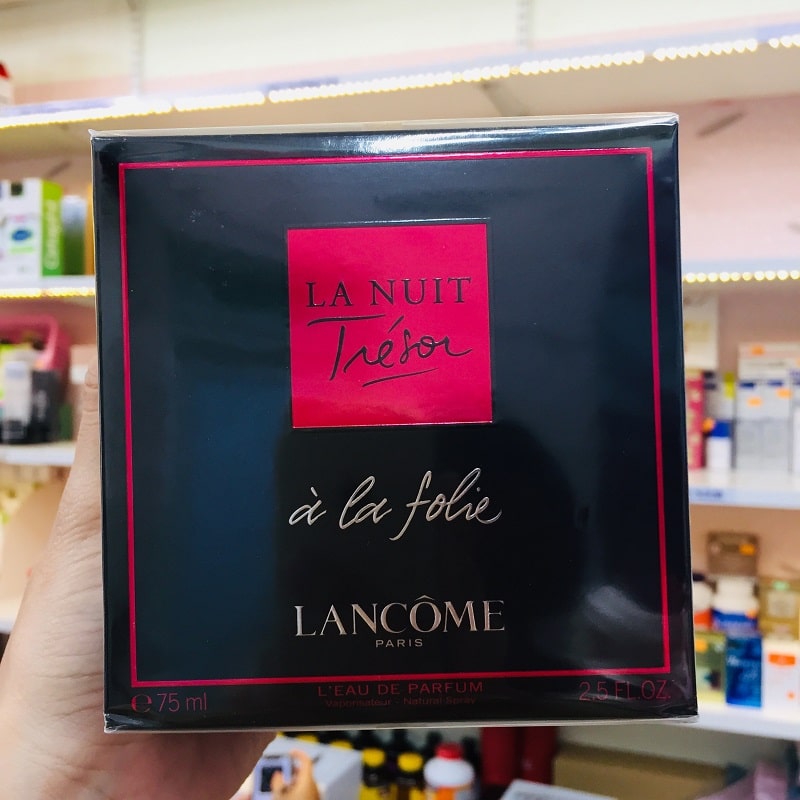 LA NUIT
Trésor
à la folie
LANCÔME
PARIS
L'EAU DE PARFUM
Vaporisateur - Natural Spray
℮ 75 ml
2.5 FL.OZ.